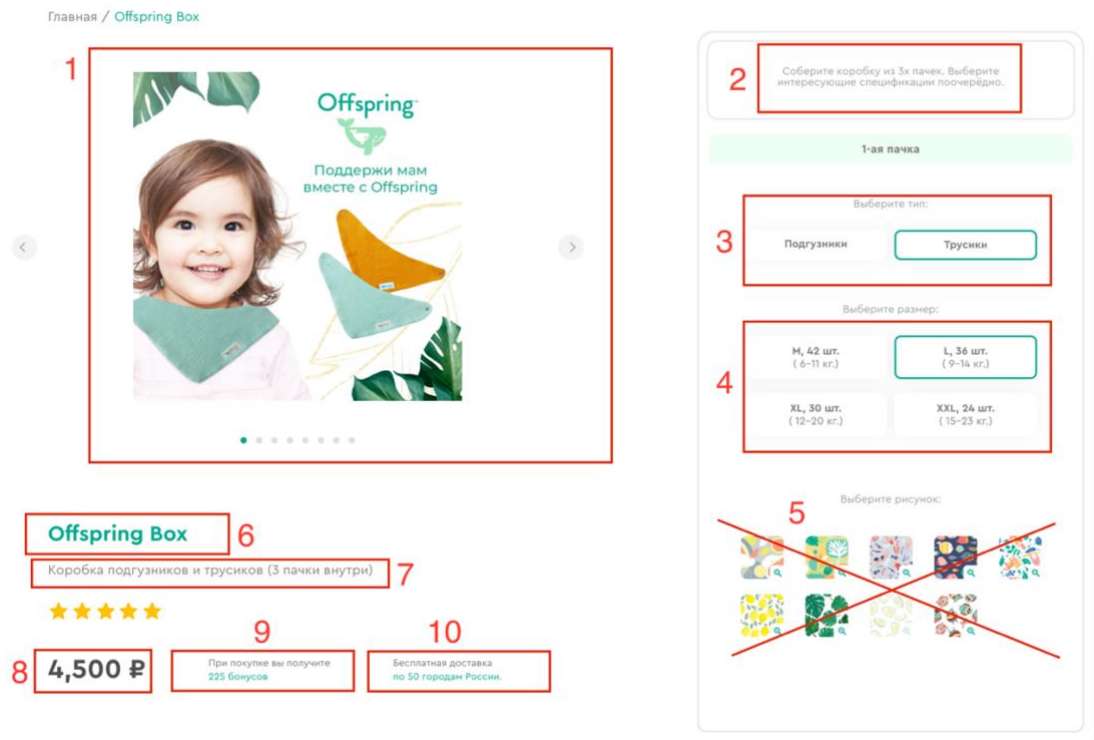 Главная / Offspring Box
1
Offspring™
Поддержи мам
вместе с Offspring
6
Offspring Box
7
Коробка подгузников и трусиков (3 пачки внутри)
8
4,500 ₽
9
При покупке вы получите
225 бонусов
10
Бесплатная доставка
по 50 городам России.
2
Соберите коробку из 3х пачек. Выберите
интересующие спецификации поочерёдно.
1-ая пачка
3
Выберите тип:
Подгузники
Трусики
Выберите размер:
4
M, 42 шт.
( 6-11 кг.)
L, 36 шт.
( 9-14 кг.)
XL, 30 шт.
( 12-20 кг.)
XXL, 24 шт.
( 15-23 кг.)
Выберите рисунок:
5